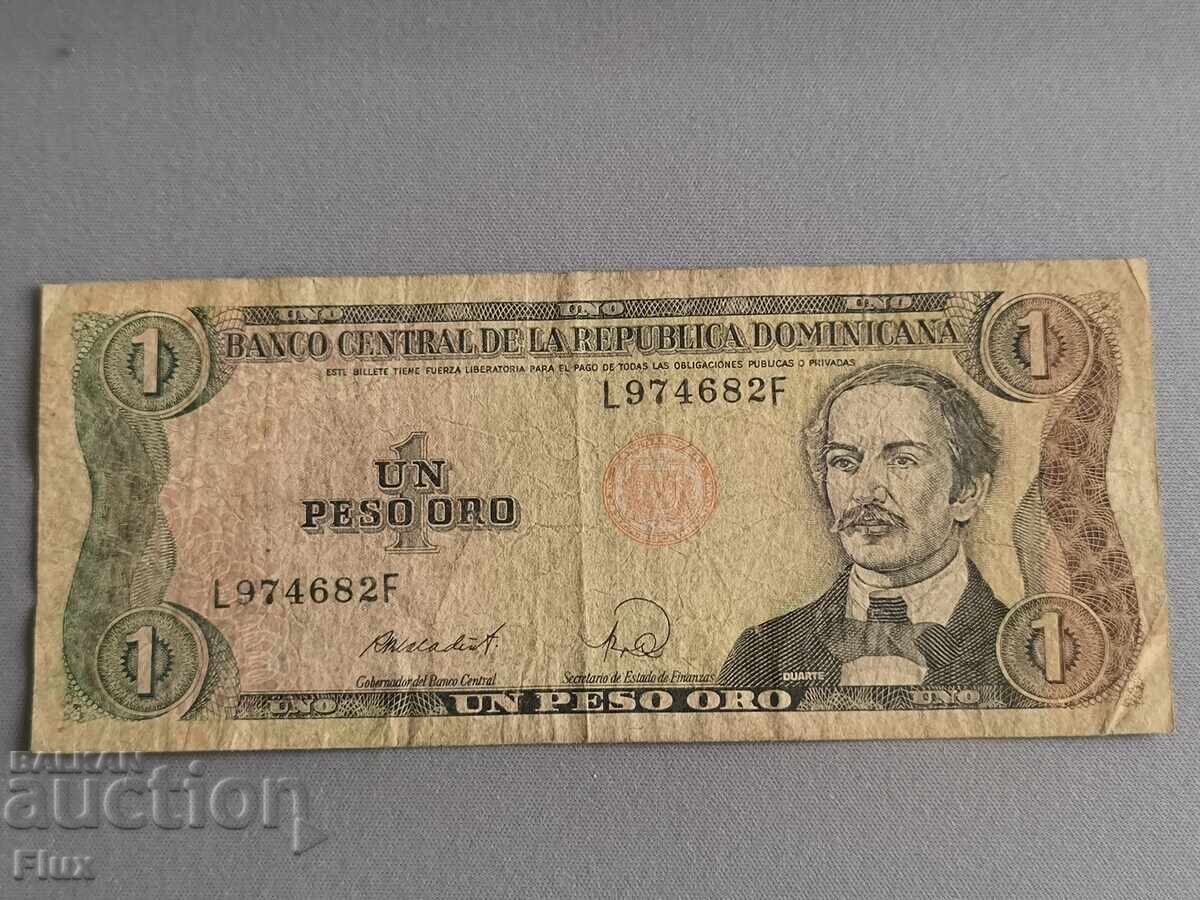 UNO UNO UNO
1 1
BANCO CENTRAL DE LA REPUBLICA DOMINICANA
ESTE BILLETE TIENE FUERZA LIBERATORIA PARA EL PAGO DE TODAS LAS OBLIGACIONES PUBLICAS O PRIVADAS
L974682F
1
UN
PESO ORO
L974682F
1 1
Gobernador del Banco Central Secretario de Estado de Finanzas
DUARTE
UNO UN PESO ORO UNO
BALKAN
auction
Flux